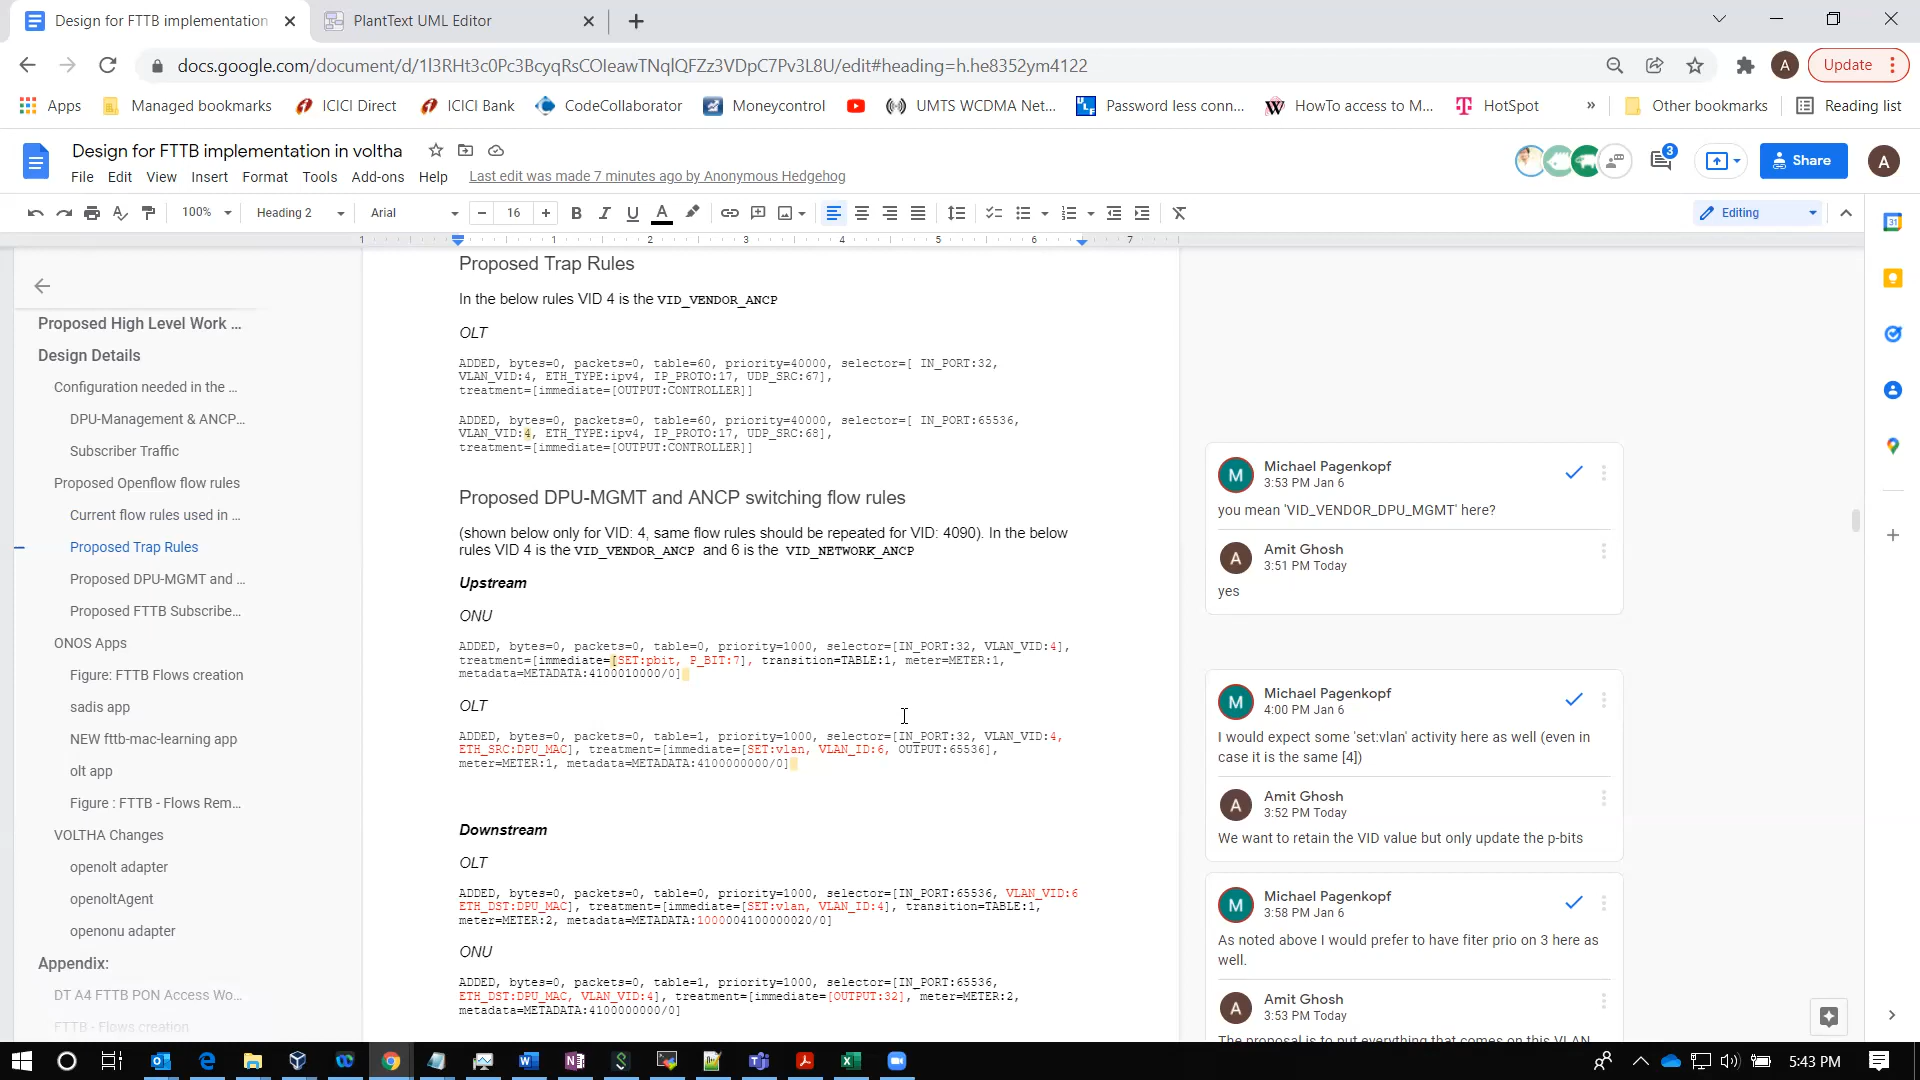 Design for FTTB implementation
PlantText UML Editor
docs.google.com/document/d/1l3RHt3c0Pc3BcyqRsCOIeawTNqlQFZz3VDpC7Pv3L8U/edit#heading=h.he8352ym4122
A
Update
Apps
Managed bookmarks
ICICI Direct
ICICI Bank
CodeCollaborator
Moneycontrol
UMTS WCDMA Net...
Password less conn...
HowTo access to M...
HotSpot
»
Other bookmarks
Reading list
Design for FTTB implementation in voltha
3
Share
A
File Edit View Insert Format Tools Add-ons Help Last edit was made 7 minutes ago by Anonymous Hedgehog
100% Heading 2 Arial 16 Editing
1 1 2 3 4 5 6 7
Proposed High Level Work ...
Design Details
Configuration needed in the ...
DPU-Management & ANCP...
Subscriber Traffic
Proposed Openflow flow rules
Current flow rules used in ...
Proposed Trap Rules
Proposed DPU-MGMT and ...
Proposed FTTB Subscribe...
ONOS Apps
Figure: FTTB Flows creation
sadis app
NEW fttb-mac-learning app
olt app
Figure : FTTB - Flows Rem...
VOLTHA Changes
openolt adapter
openoltAgent
openonu adapter
Appendix:
DT A4 FTTB PON Access Wo...
FTTB - Flows creation
Proposed Trap Rules
In the below rules VID 4 is the VID_VENDOR_ANCP
OLT
ADDED, bytes=0, packets=0, table=60, priority=40000, selector=[ IN_PORT:32,
VLAN_VID:4, ETH_TYPE:ipv4, IP_PROTO:17, UDP_SRC:67],
treatment=[immediate=[OUTPUT:CONTROLLER]]
ADDED, bytes=0, packets=0, table=60, priority=40000, selector=[ IN_PORT:65536,
VLAN_VID:4, ETH_TYPE:ipv4, IP_PROTO:17, UDP_SRC:68],
treatment=[immediate=[OUTPUT:CONTROLLER]]
Proposed DPU-MGMT and ANCP switching flow rules
(shown below only for VID: 4, same flow rules should be repeated for VID: 4090). In the below
rules VID 4 is the VID_VENDOR_ANCP and 6 is the VID_NETWORK_ANCP
Upstream
ONU
ADDED, bytes=0, packets=0, table=0, priority=1000, selector=[IN_PORT:32, VLAN_VID:4],
treatment=[immediate=[SET:pbit, P_BIT:7], transition=TABLE:1, meter=METER:1,
metadata=METADATA:4100010000/0]
OLT
ADDED, bytes=0, packets=0, table=1, priority=1000, selector=[IN_PORT:32, VLAN_VID:4,
ETH_SRC:DPU_MAC], treatment=[immediate=[SET:vlan, VLAN_ID:6, OUTPUT:65536],
meter=METER:1, metadata=METADATA:4100000000/0]
Downstream
OLT
ADDED, bytes=0, packets=0, table=0, priority=1000, selector=[IN_PORT:65536, VLAN_VID:6
ETH_DST:DPU_MAC], treatment=[immediate=[SET:vlan, VLAN_ID:4], transition=TABLE:1,
meter=METER:2, metadata=METADATA:1000004100000020/0]
ONU
ADDED, bytes=0, packets=0, table=1, priority=1000, selector=[IN_PORT:65536,
ETH_DST:DPU_MAC, VLAN_VID:4], treatment=[immediate=[OUTPUT:32], meter=METER:2,
metadata=METADATA:4100000000/0]
M
Michael Pagenkopf
3:53 PM Jan 6
you mean 'VID_VENDOR_DPU_MGMT' here?
A
Amit Ghosh
3:51 PM Today
yes
M
Michael Pagenkopf
4:00 PM Jan 6
I would expect some 'set:vlan' activity here as well (even in
case it is the same [4])
A
Amit Ghosh
3:52 PM Today
We want to retain the VID value but only update the p-bits
M
Michael Pagenkopf
3:58 PM Jan 6
As noted above I would prefer to have fiter prio on 3 here as
well.
A
Amit Ghosh
3:53 PM Today
The proposal is to put everything that comes on this VLAN
31
5:43 PM